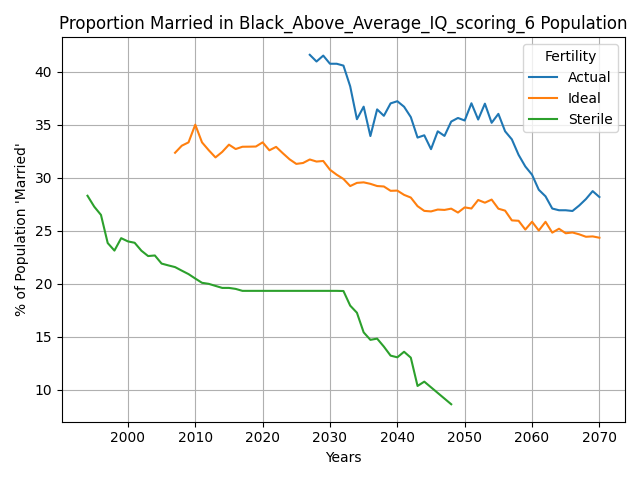 Proportion Married in Black_Above_Average_IQ_scoring_6 Population
% of Population 'Married'
40
35
30
25
20
15
10
Fertility
Actual
Ideal
Sterile
2000 2010 2020 2030 2040 2050 2060 2070
Years